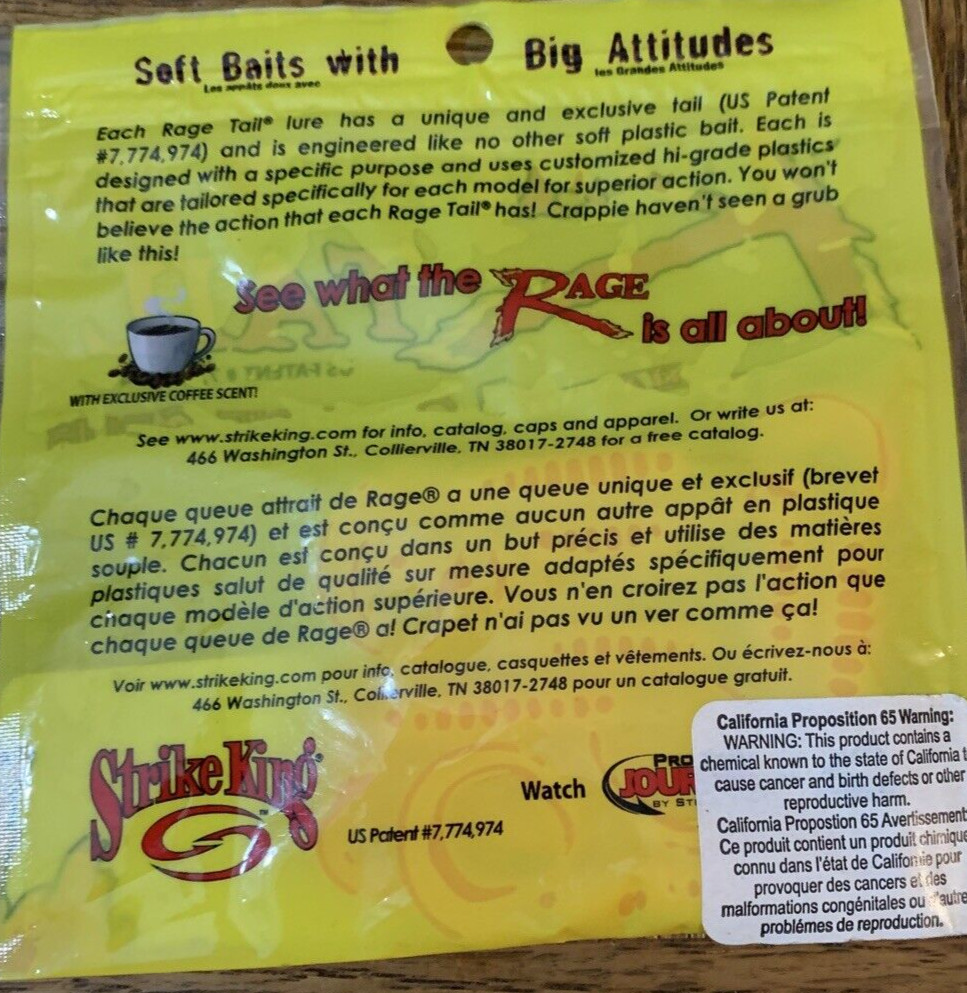 Soft Baits with Big Attitudes
Les appâts doux avec les Grandes Attitudes
Each Rage Tail® lure has a unique and exclusive tail (US Patent
#7,774,974) and is engineered like no other soft plastic bait. Each is
designed with a specific purpose and uses customized hi-grade plastics
that are tailored specifically for each model for superior action. You won't
believe the action that each Rage Tail® has! Crappie haven't seen a grub
like this!
See what the RAGE is all about!
WITH EXCLUSIVE COFFEE SCENT!
See www.strikeking.com for info, catalog, caps and apparel. Or write us at:
466 Washington St., Collierville, TN 38017-2748 for a free catalog.
Chaque queue attrait de Rage® a une queue unique et exclusif (brevet
US # 7,774,974) et est conçu comme aucun autre appât en plastique
souple. Chacun est conçu dans un but précis et utilise des matières
plastiques salut de qualité sur mesure adaptés spécifiquement pour
chaque modèle d'action supérieure. Vous n'en croirez pas l'action que
chaque queue de Rage® a! Crapet n'ai pas vu un ver comme ça!
Voir www.strikeking.com pour info, catalogue, casquettes et vêtements. Ou écrivez-nous à:
466 Washington St., Collierville, TN 38017-2748 pour un catalogue gratuit.
Strike King®
US Patent #7,774,974
Watch
PRO
JOUR
BY ST
California Proposition 65 Warning:
WARNING: This product contains a
chemical known to the state of California t
cause cancer and birth defects or other
reproductive harm.
California Propostion 65 Avertissement
Ce produit contient un produit chimique
connu dans l'état de Californie pour
provoquer des cancers et des
malformations congénitales ou d'autre
problémes de reproduction.